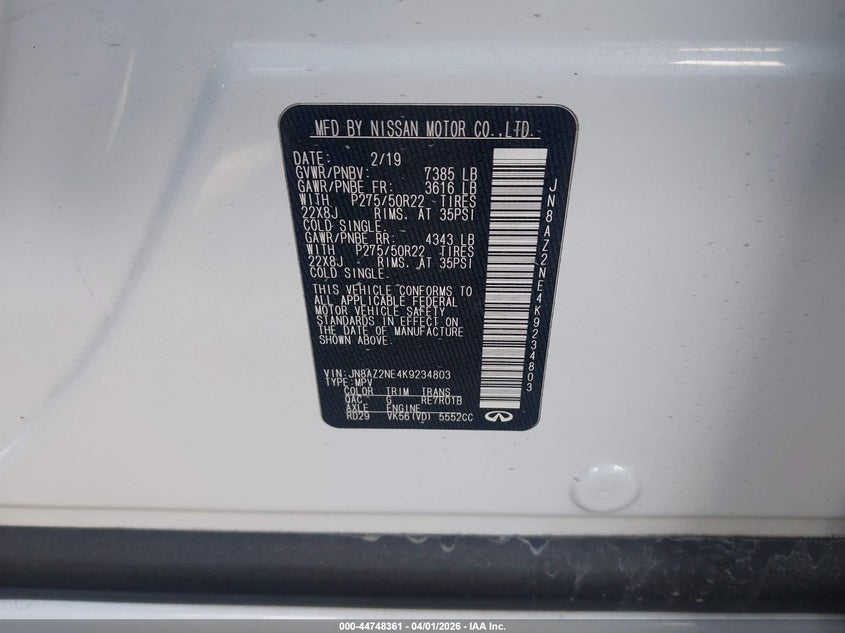 MFD BY NISSAN MOTOR CO.,LTD.
DATE: 2/19
GVWR/PNBV: 7385 LB
GAWR/PNBE FR: 3616 LB
WITH P275/50R22 TIRES
22X8J RIMS. AT 35PSI
COLD SINGLE.
GAWR/PNBE RR: 4343 LB
WITH P275/50R22 TIRES
22X8J RIMS. AT 35PSI
COLD SINGLE.
THIS VEHICLE CONFORMS TO
ALL APPLICABLE FEDERAL
MOTOR VEHICLE SAFETY
STANDARDS IN EFFECT ON
THE DATE OF MANUFACTURE
SHOWN ABOVE.
VIN:JN8AZ2NE4K9234803
TYPE:MPV
COLOR TRIM TRANS
QAC G RE7R01B
AXLE ENGINE
RD29 VK56(VD) 5552CC
JN8AZ2NE4K9234803
000-44748361 | 04/01/2026 - IAA Inc.